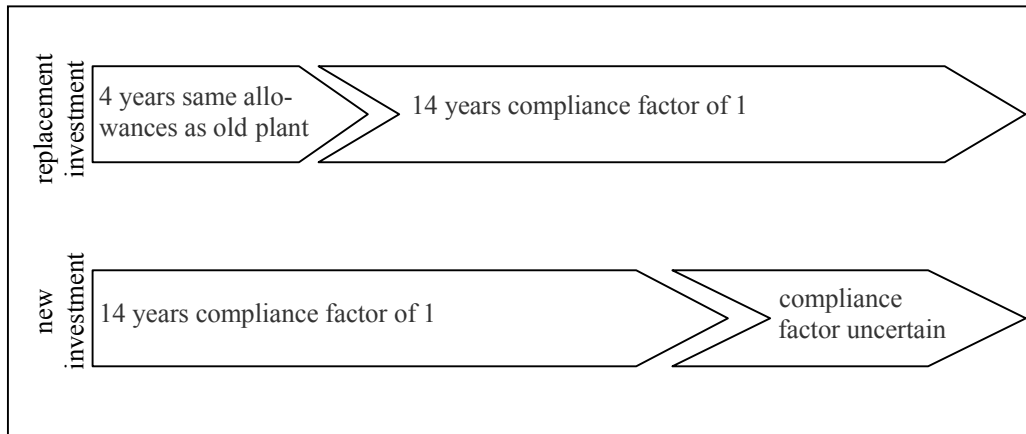 replacement
investment
4 years same allo-
wances as old plant
14 years compliance factor of 1
new
investment
14 years compliance factor of 1
compliance
factor uncertain